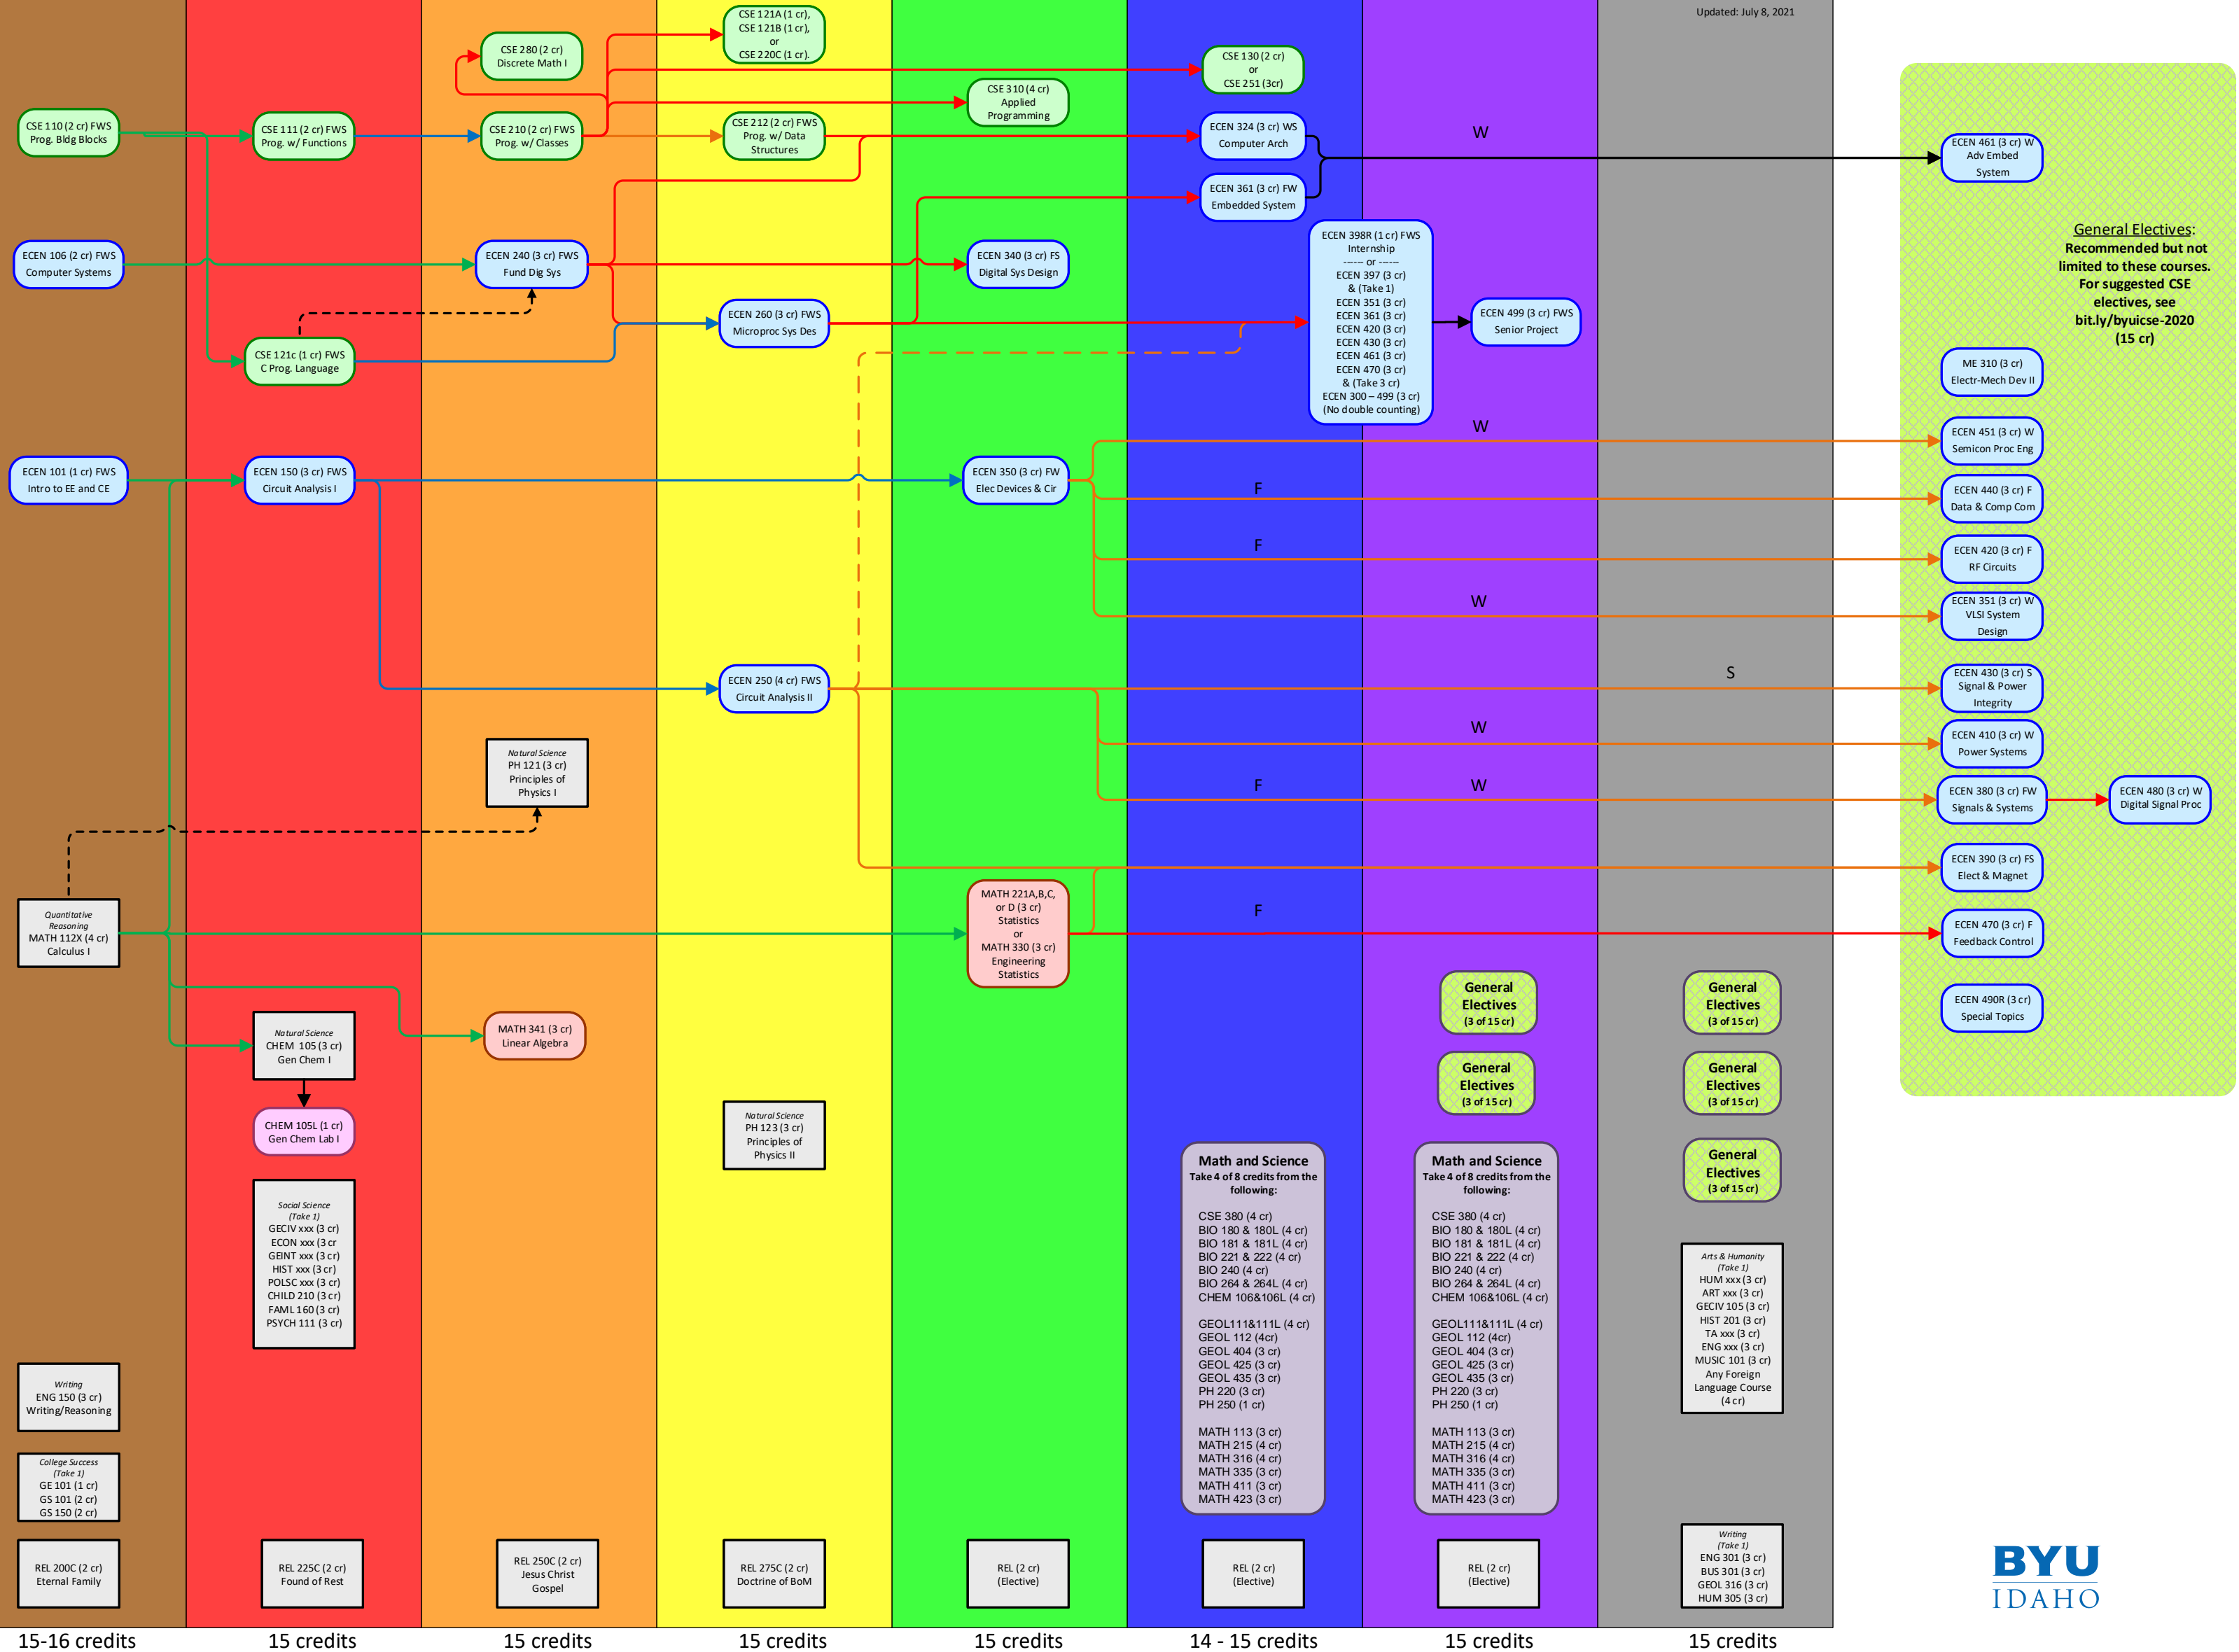 Updated: July 8, 2021
CSE 110 (2 cr) FWS
Prog. Bldg Blocks
ECEN 106 (2 cr) FWS
Computer Systems
ECEN 101 (1 cr) FWS
Intro to EE and CE
Quantitative
Reasoning
MATH 112X (4 cr)
Calculus I
Writing
ENG 150 (3 cr)
Writing/Reasoning
College Success
(Take 1)
GE 101 (1 cr)
GS 101 (2 cr)
GS 150 (2 cr)
REL 200C (2 cr)
Eternal Family
15-16 credits
CSE 111 (2 cr) FWS
Prog. w/ Functions
CSE 121c (1 cr) FWS
C Prog. Language
ECEN 150 (3 cr) FWS
Circuit Analysis I
Natural Science
CHEM 105 (3 cr)
Gen Chem I
CHEM 105L (1 cr)
Gen Chem Lab I
Social Science
(Take 1)
GECIV xxx (3 cr)
ECON xxx (3 cr
GEINT xxx (3 cr)
HIST xxx (3 cr)
POLSC xxx (3 cr)
CHILD 210 (3 cr)
FAML 160 (3 cr)
PSYCH 111 (3 cr)
REL 225C (2 cr)
Found of Rest
15 credits
CSE 280 (2 cr)
Discrete Math I
CSE 210 (2 cr) FWS
Prog. w/ Classes
ECEN 240 (3 cr) FWS
Fund Dig Sys
Natural Science
PH 121 (3 cr)
Principles of
Physics I
MATH 341 (3 cr)
Linear Algebra
REL 250C (2 cr)
Jesus Christ
Gospel
15 credits
CSE 121A (1 cr),
CSE 121B (1 cr),
or
CSE 220C (1 cr).
CSE 212 (2 cr) FWS
Prog. w/ Data
Structures
ECEN 260 (3 cr) FWS
Microproc Sys Des
ECEN 250 (4 cr) FWS
Circuit Analysis II
Natural Science
PH 123 (3 cr)
Principles of
Physics II
REL 275C (2 cr)
Doctrine of BoM
15 credits
CSE 310 (4 cr)
Applied
Programming
ECEN 340 (3 cr) FS
Digital Sys Design
ECEN 350 (3 cr) FW
Elec Devices & Cir
MATH 221A,B,C,
or D (3 cr)
Statistics
or
MATH 330 (3 cr)
Engineering
Statistics
REL (2 cr)
(Elective)
15 credits
CSE 130 (2 cr)
or
CSE 251 (3cr)
ECEN 324 (3 cr) WS
Computer Arch
ECEN 361 (3 cr) FW
Embedded System
F
F
F
F
Math and Science
Take 4 of 8 credits from the
following:
CSE 380 (4 cr)
BIO 180 & 180L (4 cr)
BIO 181 & 181L (4 cr)
BIO 221 & 222 (4 cr)
BIO 240 (4 cr)
BIO 264 & 264L (4 cr)
CHEM 106&106L (4 cr)
GEOL111&111L (4 cr)
GEOL 112 (4cr)
GEOL 404 (3 cr)
GEOL 425 (3 cr)
GEOL 435 (3 cr)
PH 220 (3 cr)
PH 250 (1 cr)
MATH 113 (3 cr)
MATH 215 (4 cr)
MATH 316 (4 cr)
MATH 335 (3 cr)
MATH 411 (3 cr)
MATH 423 (3 cr)
REL (2 cr)
(Elective)
14 - 15 credits
W
ECEN 398R (1 cr) FWS
Internship
------ or ------
ECEN 397 (3 cr)
& (Take 1)
ECEN 351 (3 cr)
ECEN 361 (3 cr)
ECEN 420 (3 cr)
ECEN 430 (3 cr)
ECEN 461 (3 cr)
ECEN 470 (3 cr)
& (Take 3 cr)
ECEN 300 – 499 (3 cr)
(No double counting)
ECEN 499 (3 cr) FWS
Senior Project
W
W
W
W
General
Electives
(3 of 15 cr)
General
Electives
(3 of 15 cr)
Math and Science
Take 4 of 8 credits from the
following:
CSE 380 (4 cr)
BIO 180 & 180L (4 cr)
BIO 181 & 181L (4 cr)
BIO 221 & 222 (4 cr)
BIO 240 (4 cr)
BIO 264 & 264L (4 cr)
CHEM 106&106L (4 cr)
GEOL111&111L (4 cr)
GEOL 112 (4cr)
GEOL 404 (3 cr)
GEOL 425 (3 cr)
GEOL 435 (3 cr)
PH 220 (3 cr)
PH 250 (1 cr)
MATH 113 (3 cr)
MATH 215 (4 cr)
MATH 316 (4 cr)
MATH 335 (3 cr)
MATH 411 (3 cr)
MATH 423 (3 cr)
REL (2 cr)
(Elective)
15 credits
S
General
Electives
(3 of 15 cr)
General
Electives
(3 of 15 cr)
General
Electives
(3 of 15 cr)
Arts & Humanity
(Take 1)
HUM xxx (3 cr)
ART xxx (3 cr)
GECIV 105 (3 cr)
HIST 201 (3 cr)
TA xxx (3 cr)
ENG xxx (3 cr)
MUSIC 101 (3 cr)
Any Foreign
Language Course
(4 cr)
Writing
(Take 1)
ENG 301 (3 cr)
BUS 301 (3 cr)
GEOL 316 (3 cr)
HUM 305 (3 cr)
15 credits
ECEN 461 (3 cr) W
Adv Embed
System
General Electives:
Recommended but not
limited to these courses.
For suggested CSE
electives, see
bit.ly/byuicse-2020
(15 cr)
ME 310 (3 cr)
Electr-Mech Dev II
ECEN 451 (3 cr) W
Semicon Proc Eng
ECEN 440 (3 cr) F
Data & Comp Com
ECEN 420 (3 cr) F
RF Circuits
ECEN 351 (3 cr) W
VLSI System
Design
ECEN 430 (3 cr) S
Signal & Power
Integrity
ECEN 410 (3 cr) W
Power Systems
ECEN 380 (3 cr) FW
Signals & Systems
ECEN 480 (3 cr) W
Digital Signal Proc
ECEN 390 (3 cr) FS
Elect & Magnet
ECEN 470 (3 cr) F
Feedback Control
ECEN 490R (3 cr)
Special Topics
BYU
IDAHO